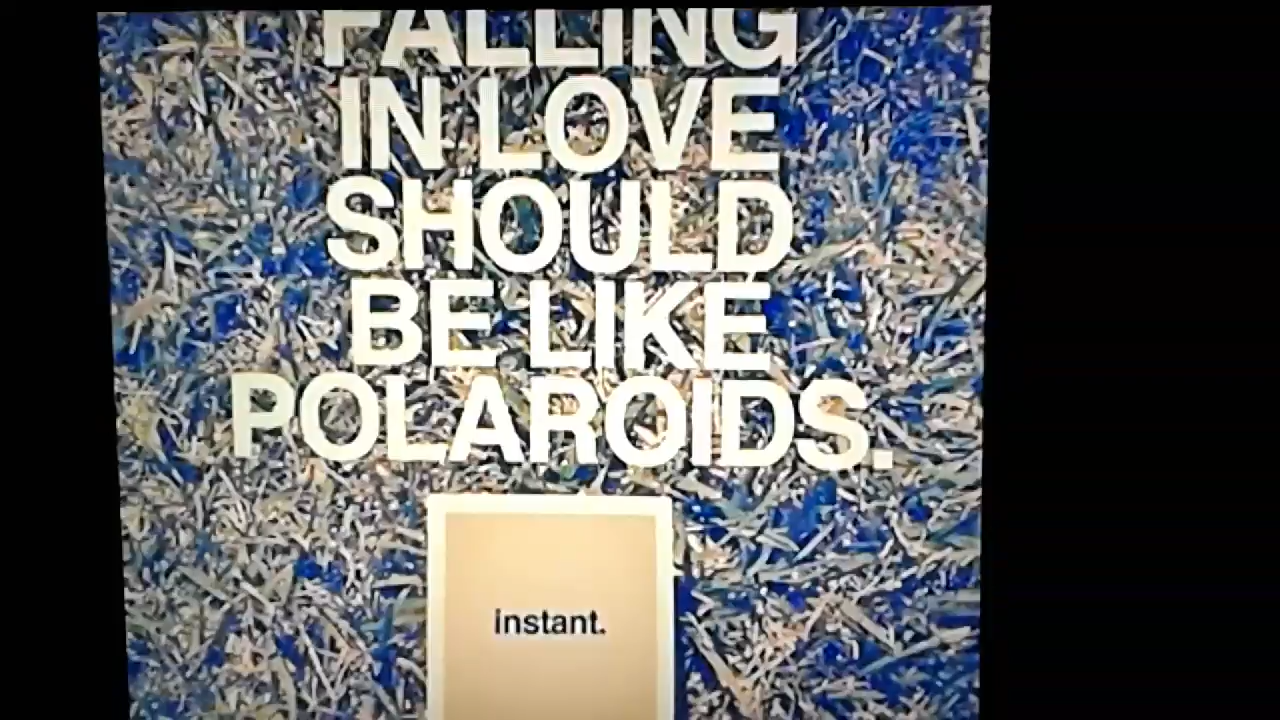 FALLING
IN LOVE
SHOULD
BE LIKE
POLAROIDS.
instant.